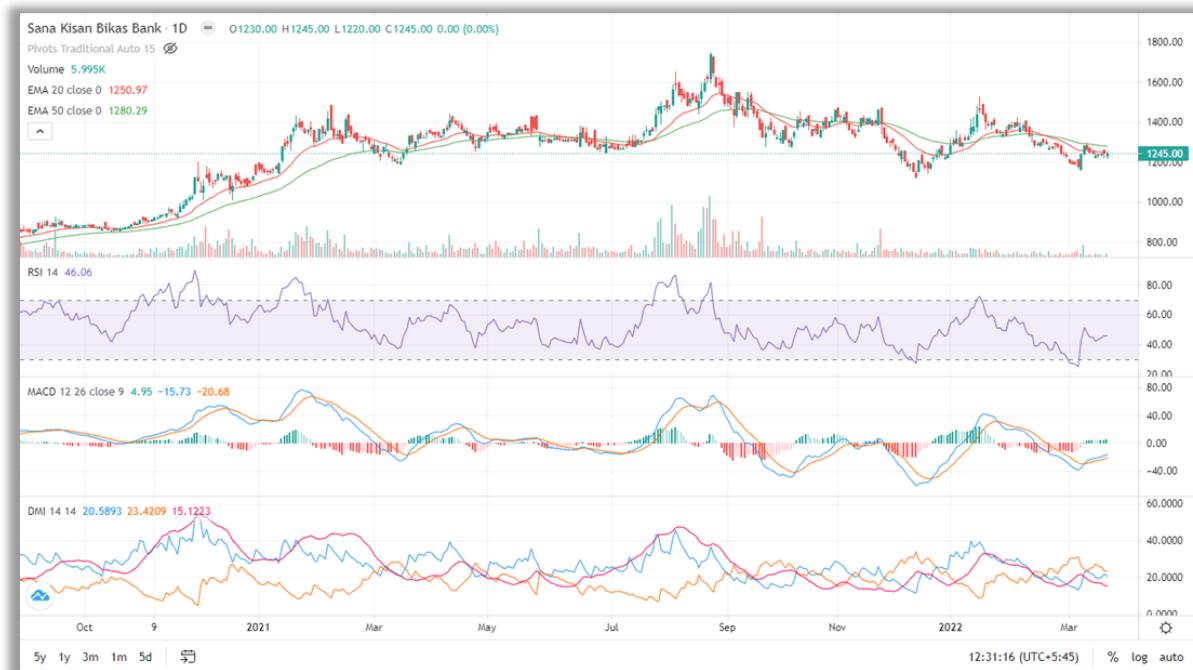 Sana Kisan Bikas Bank · 1D O1230.00 H1245.00 L1220.00 C1245.00 0.00 (0.00%)
Pivots Traditional Auto 15
Volume 5.995K
EMA 20 close 0 1250.97
EMA 50 close 0 1280.29
1800.00
1600.00
1400.00
1245.00
1200.00
1000.00
800.00
RSI 14 46.06
80.00
60.00
40.00
20.00
MACD 12 26 close 9 4.95 −15.73 −20.68
80.00
40.00
0.00
−40.00
DMI 14 14 20.5893 23.4209 15.1223
60.0000
40.0000
20.0000
0.0000
Oct 9 2021 Mar May Jul Sep Nov 2022 Mar
5y 1y 3m 1m 5d 12:31:16 (UTC+5:45) % log auto